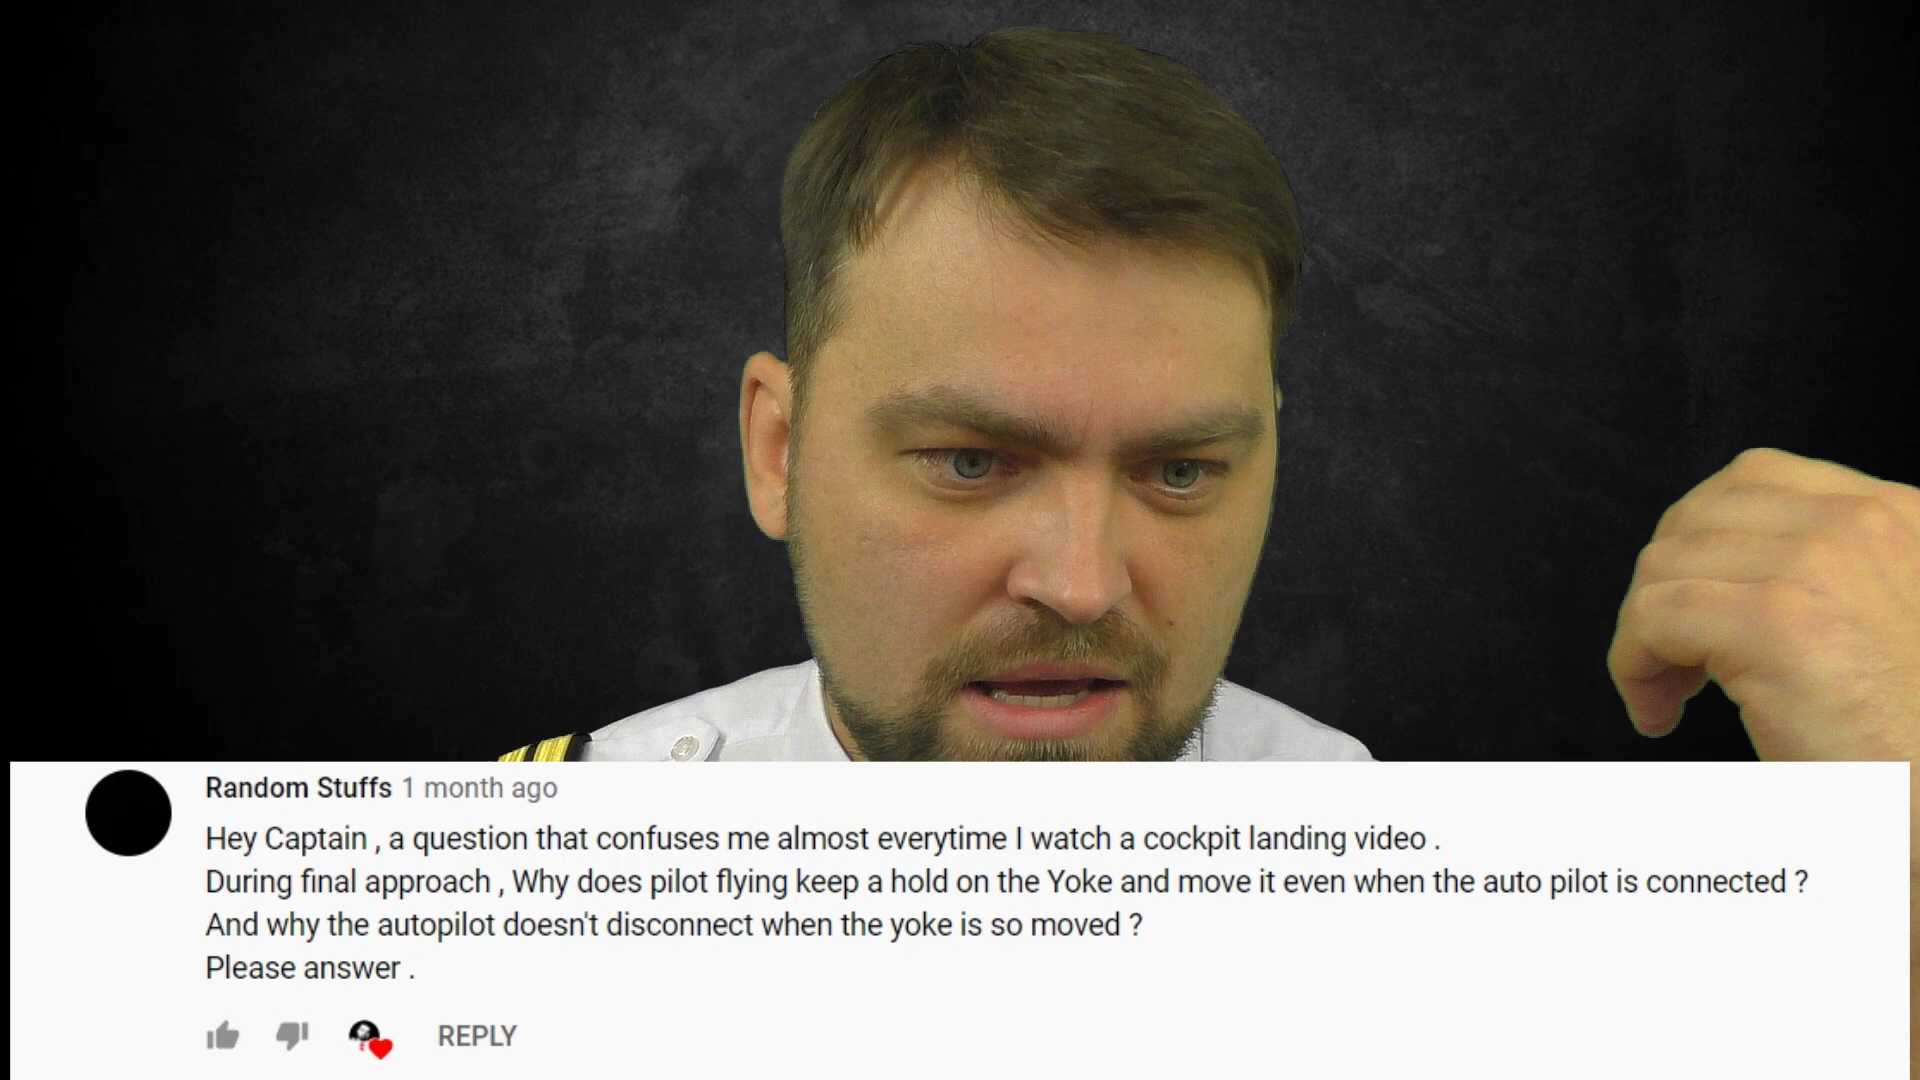 Random Stuffs 1 month ago
Hey Captain , a question that confuses me almost everytime I watch a cockpit landing video .
During final approach , Why does pilot flying keep a hold on the Yoke and move it even when the auto pilot is connected ?
And why the autopilot doesn't disconnect when the yoke is so moved ?
Please answer .
REPLY